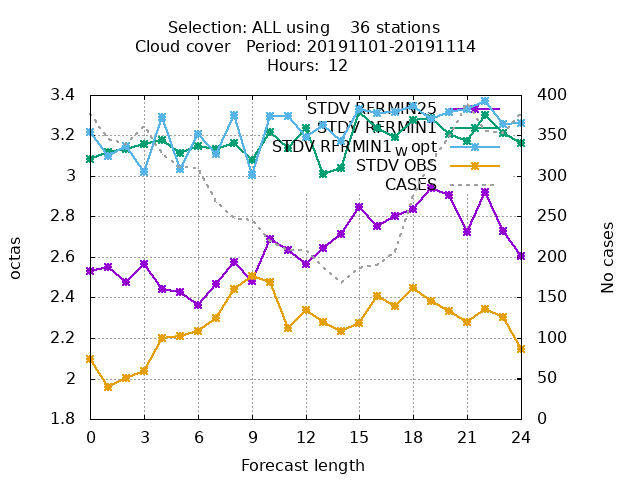 Selection: ALL using    36 stations
Cloud cover   Period: 20191101-20191114
Hours:  12
3.4
3.2
3
2.8
2.6
2.4
2.2
2
1.8
400
350
300
250
200
150
100
50
0
0 3 6 9 12 15 18 21 24
octas
No cases
Forecast length
STDV RFRMIN25
STDV RFRMIN1
STDV RFRMIN1 w opt
STDV OBS
CASES